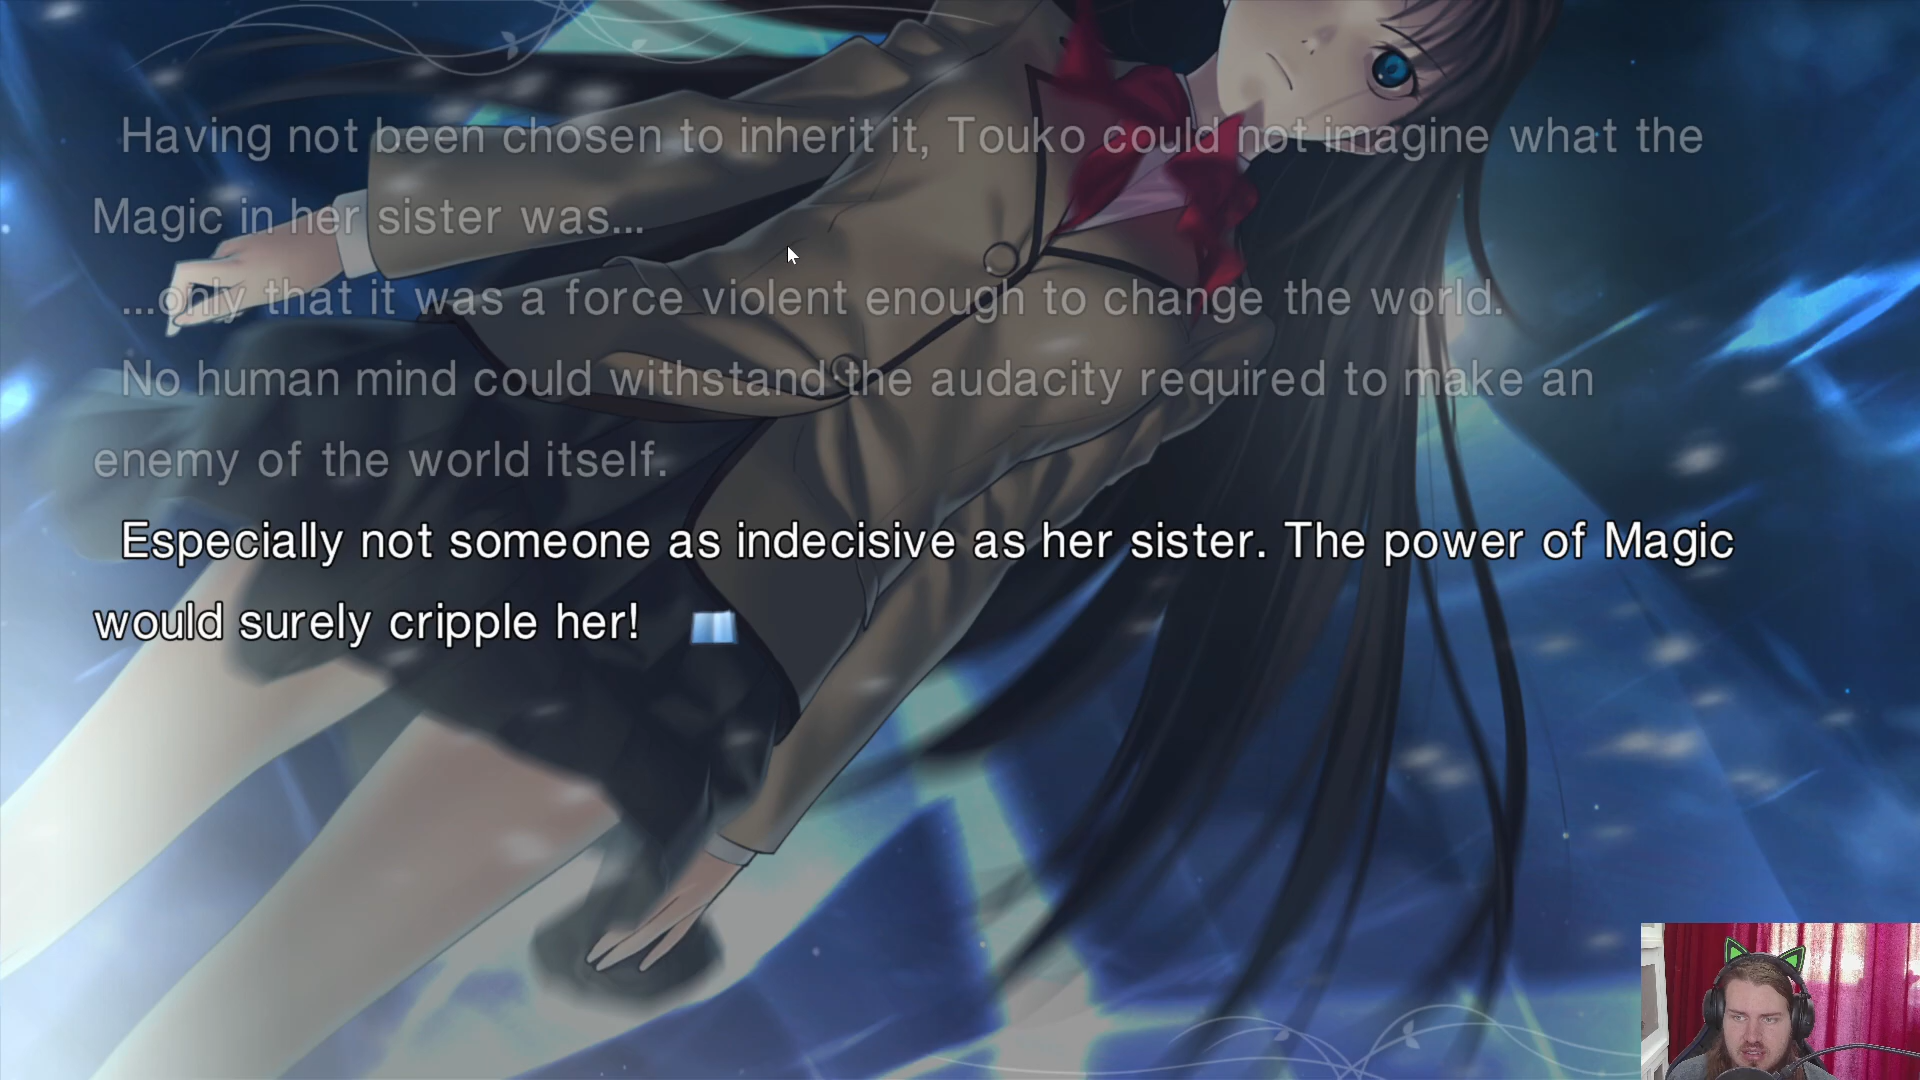 Having not been chosen to inherit it, Touko could not imagine what the
Magic in her sister was...
...only that it was a force violent enough to change the world.
No human mind could withstand the audacity required to make an
enemy of the world itself.
Especially not someone as indecisive as her sister. The power of Magic
would surely cripple her!